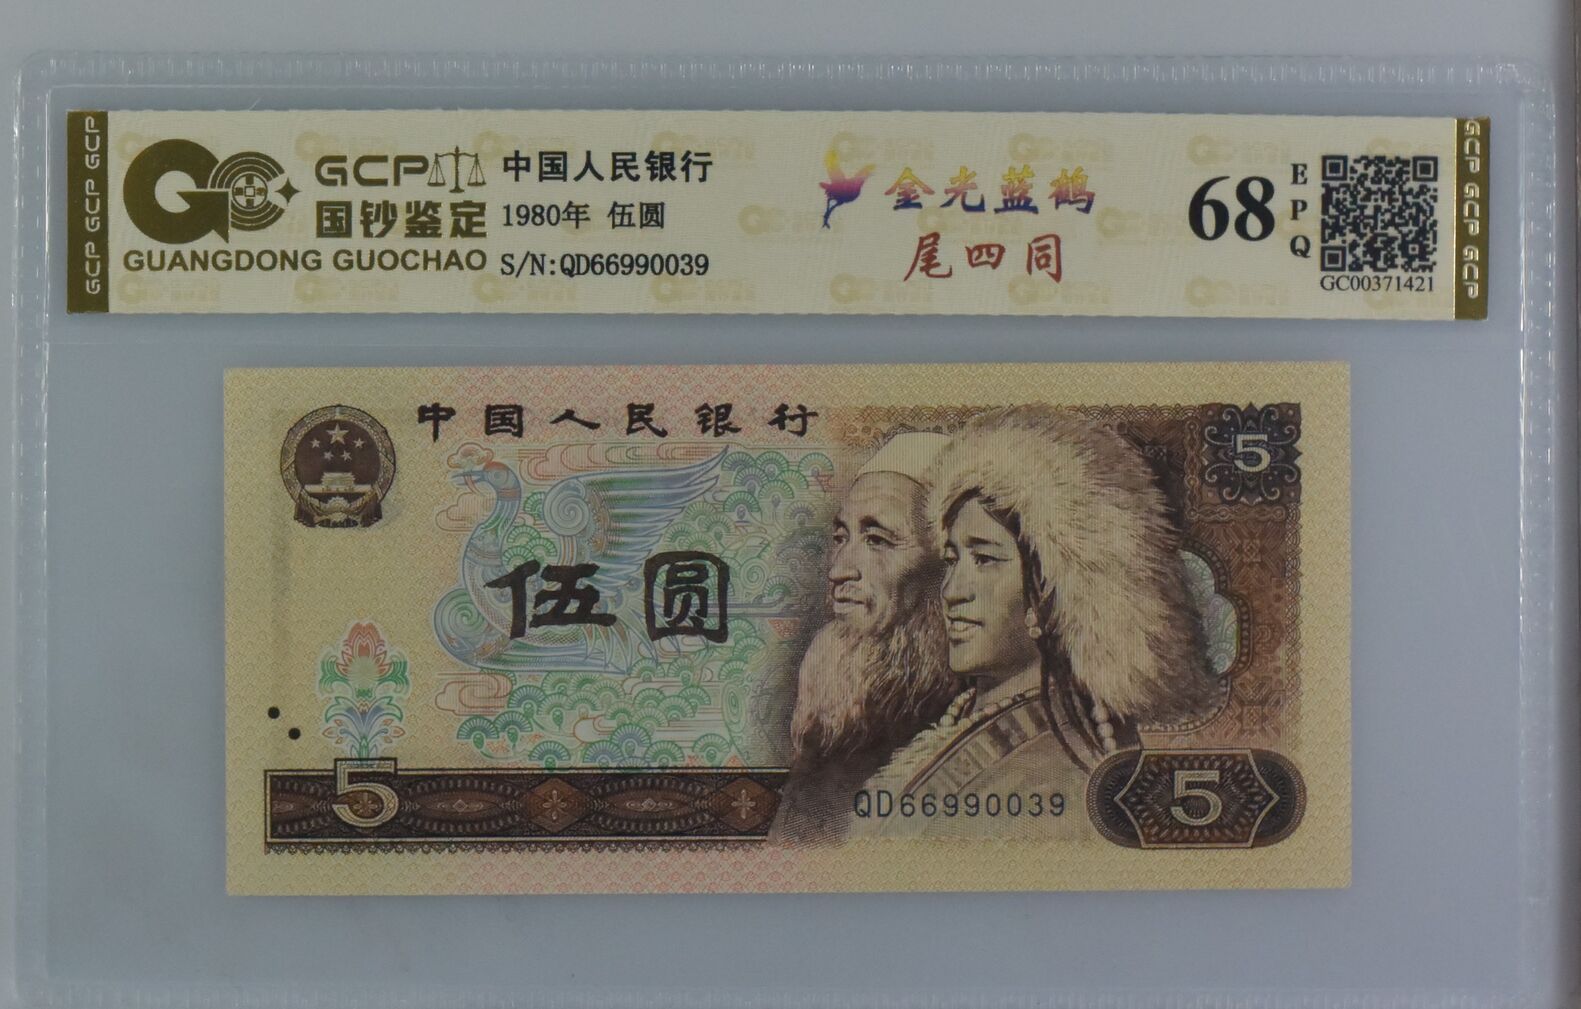 GCP GCP GCP
GCP
国钞鉴定
GUANGDONG GUOCHAO
中国人民银行
1980年 伍圆
S/N:QD66990039
金光蓝鹤
尾四同
68
EPQ
GC00371421
GCP GCP GCP
中国人民银行
5
伍圆
5
QD66990039
5